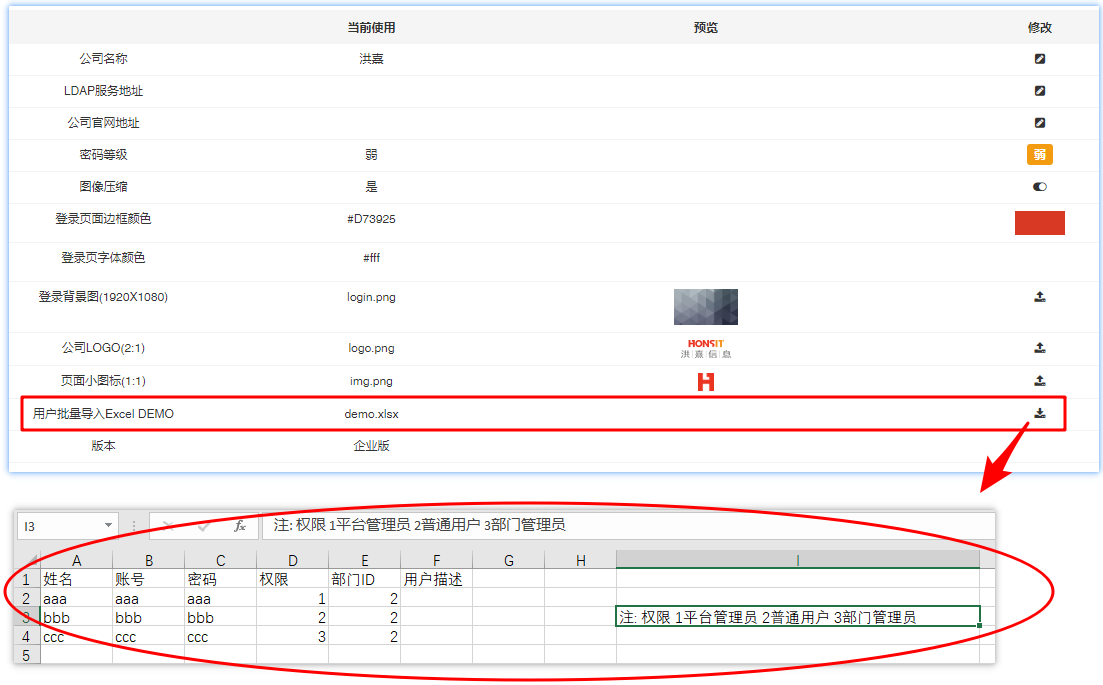 当前使用 预览 修改
公司名称 洪熹
LDAP服务地址
公司官网地址
密码等级 弱 弱
图像压缩 是
登录页面边框颜色 #D73925
登录页字体颜色 #fff
登录背景图(1920X1080) login.png
公司LOGO(2:1) logo.png HONSIT
洪|熹|信|息
页面小图标(1:1) img.png H
用户批量导入Excel DEMO demo.xlsx
版本 企业版
I3 fx 注: 权限 1平台管理员 2普通用户 3部门管理员
A B C D E F G H I
1 姓名 账号 密码 权限 部门ID 用户描述
2 aaa aaa aaa 1 2
3 bbb bbb bbb 2 2 注: 权限 1平台管理员 2普通用户 3部门管理员
4 ccc ccc ccc 3 2
5